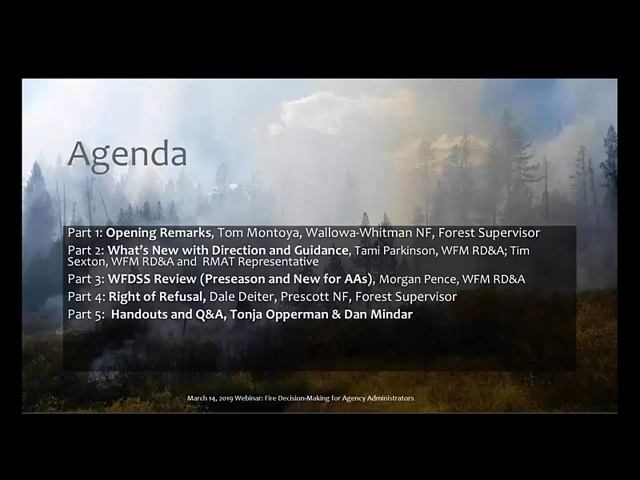 Agenda
Part 1: Opening Remarks, Tom Montoya, Wallowa-Whitman NF, Forest Supervisor
Part 2: What's New with Direction and Guidance, Tami Parkinson, WFM RD&A; Tim
Sexton, WFM RD&A and RMAT Representative
Part 3: WFDSS Review (Preseason and New for AAs), Morgan Pence, WFM RD&A
Part 4: Right of Refusal, Dale Deiter, Prescott NF, Forest Supervisor
Part 5: Handouts and Q&A, Tonja Opperman & Dan Mindar
March 14, 2019 Webinar: Fire Decision-Making for Agency Administrators